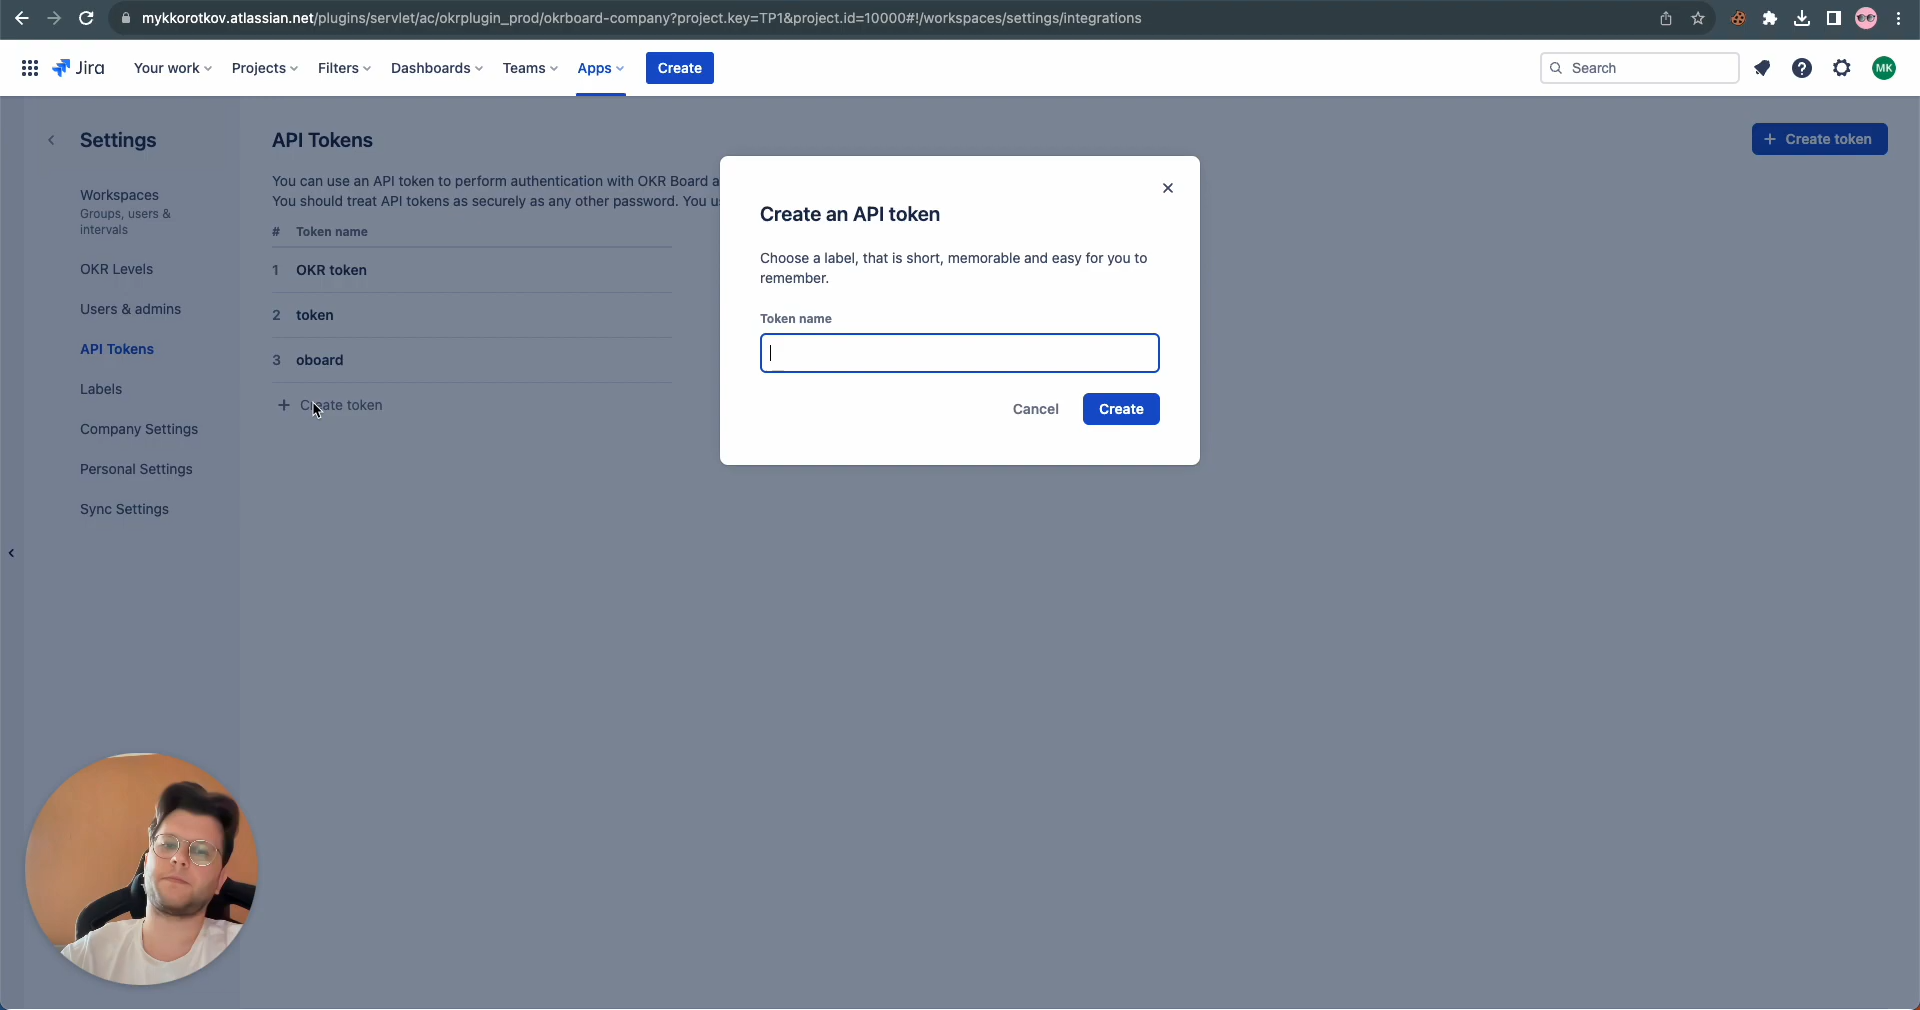 mykkorotkov.atlassian.net/plugins/servlet/ac/okrplugin_prod/okrboard-company?project.key=TP1&project.id=10000#!/workspaces/settings/integrations
Jira
Your work
Projects
Filters
Dashboards
Teams
Apps
Create
Search
MK
Settings
Workspaces
Groups, users &
intervals
OKR Levels
Users & admins
API Tokens
Labels
Company Settings
Personal Settings
Sync Settings
API Tokens
+ Create token
You can use an API token to perform authentication with OKR Board a
You should treat API tokens as securely as any other password. You u
# Token name
1 OKR token
2 token
3 oboard
+ Create token
Create an API token
Choose a label, that is short, memorable and easy for you to
remember.
Token name
Cancel
Create